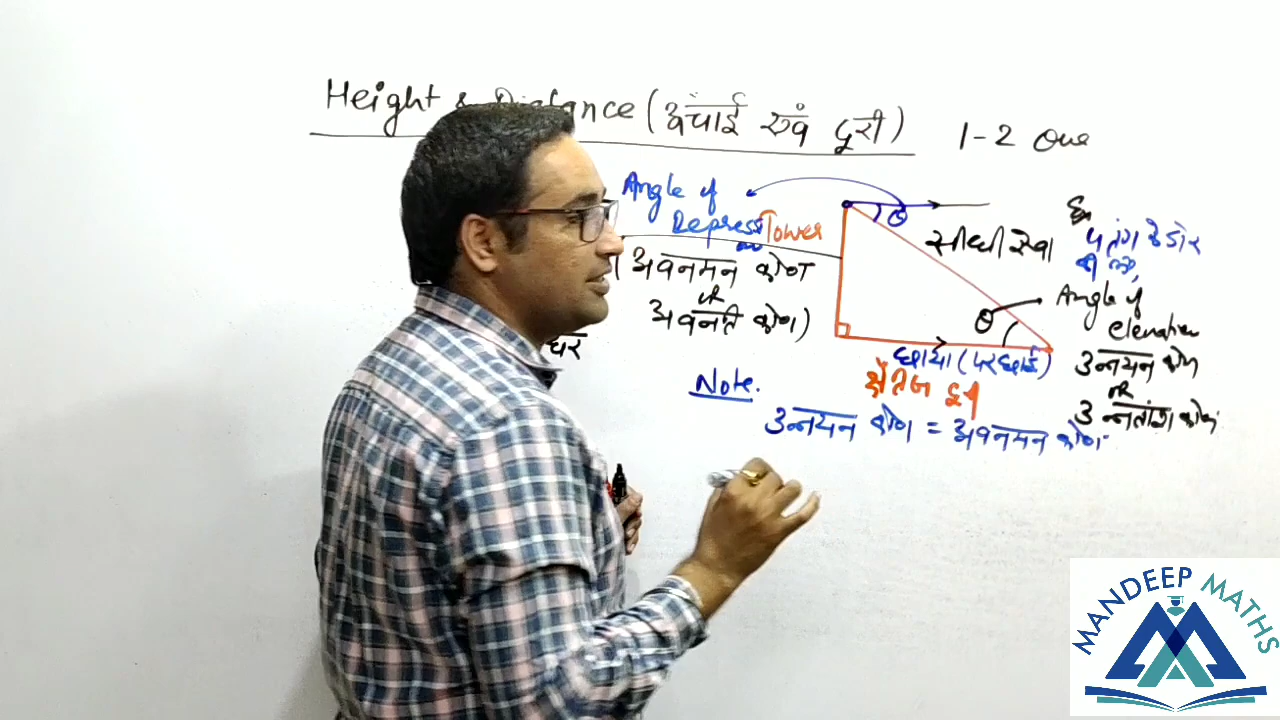 Height & Distance (ऊंचाई एवं दूरी) 1-2 Que
Angle of
Depress Tower
अवनमन कोण
or
अवनति कोण)
घर
θ
सीधी रेखा
पतंग के डोर
की लं,
θ
Angle of
elevation
उन्नयन कोण
or
उन्नतांश कोण
छाया (परछाई)
क्षैतिज दूरी
Note.
उन्नयन कोण = अवनमन कोण
MANDEEP MATHS